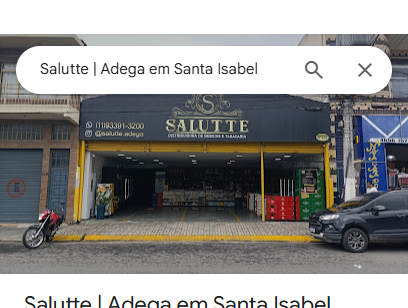 Salutte | Adega em Santa Isabel
S
SALUTTE
DISTRIBUIDORA DE BEBIDAS E TABACARIA
(11)93391-3200
@salutte.adega
Salutte | Adega em Santa Isabel